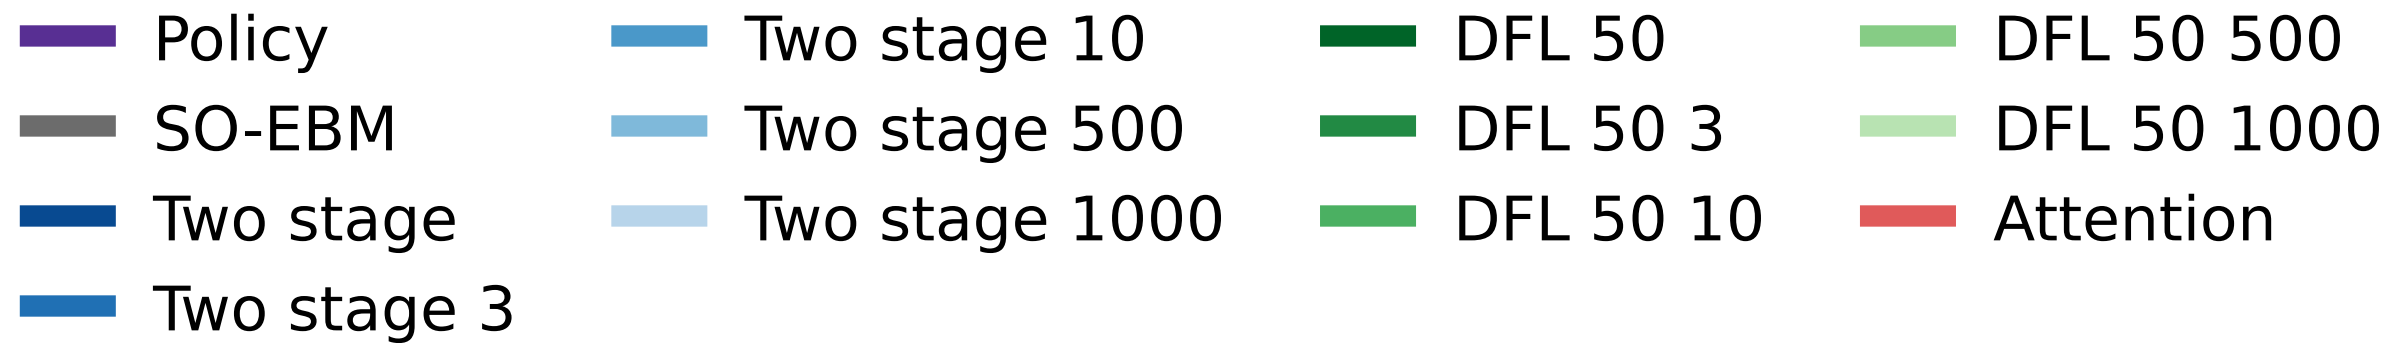 Policy
SO-EBM
Two stage
Two stage 3
Two stage 10
Two stage 500
Two stage 1000
DFL 50
DFL 50 3
DFL 50 10
DFL 50 500
DFL 50 1000
Attention